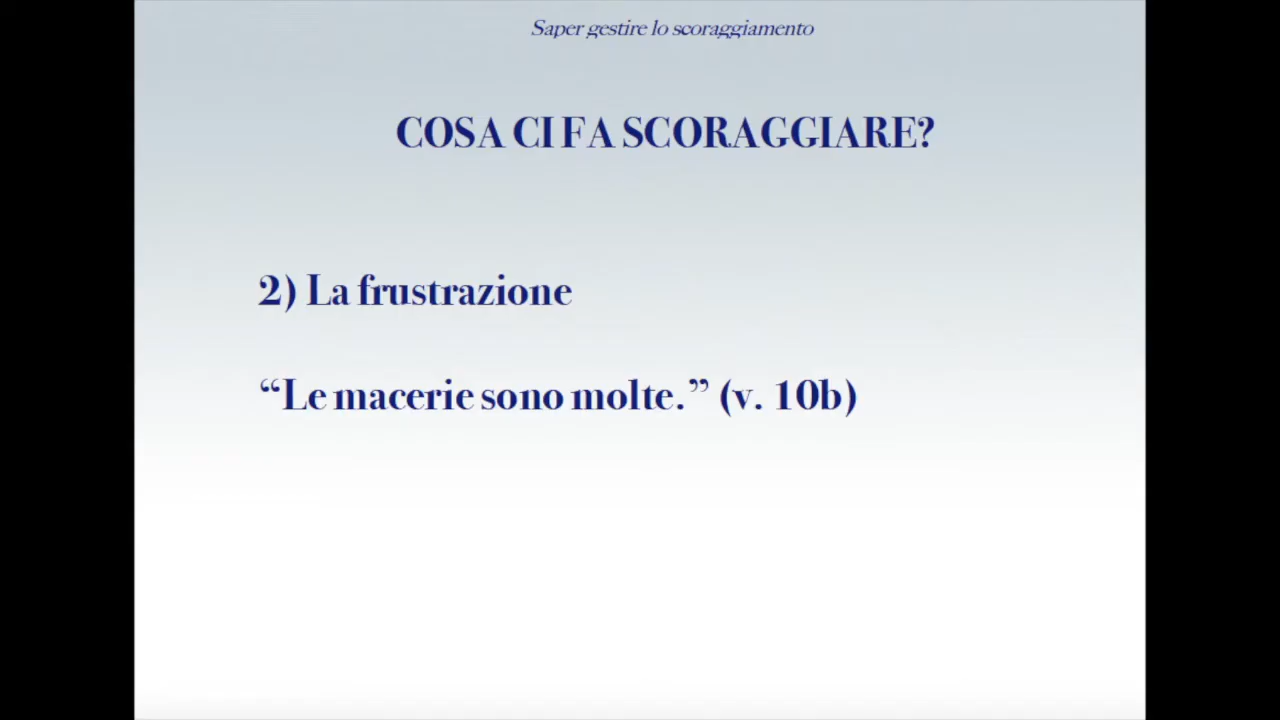 Saper gestire lo scoraggiamento
COSA CI FA SCORAGGIARE?
2) La frustrazione
“Le macerie sono molte.” (v. 10b)